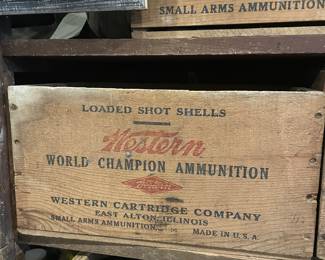 SMALL ARMS AMMUNITION
LOADED SHOT SHELLS
Western
WORLD CHAMPION AMMUNITION
Western
WESTERN CARTRIDGE COMPANY
EAST ALTON, ILLINOIS
SMALL ARMS AMMUNITION
MADE IN U.S.A.